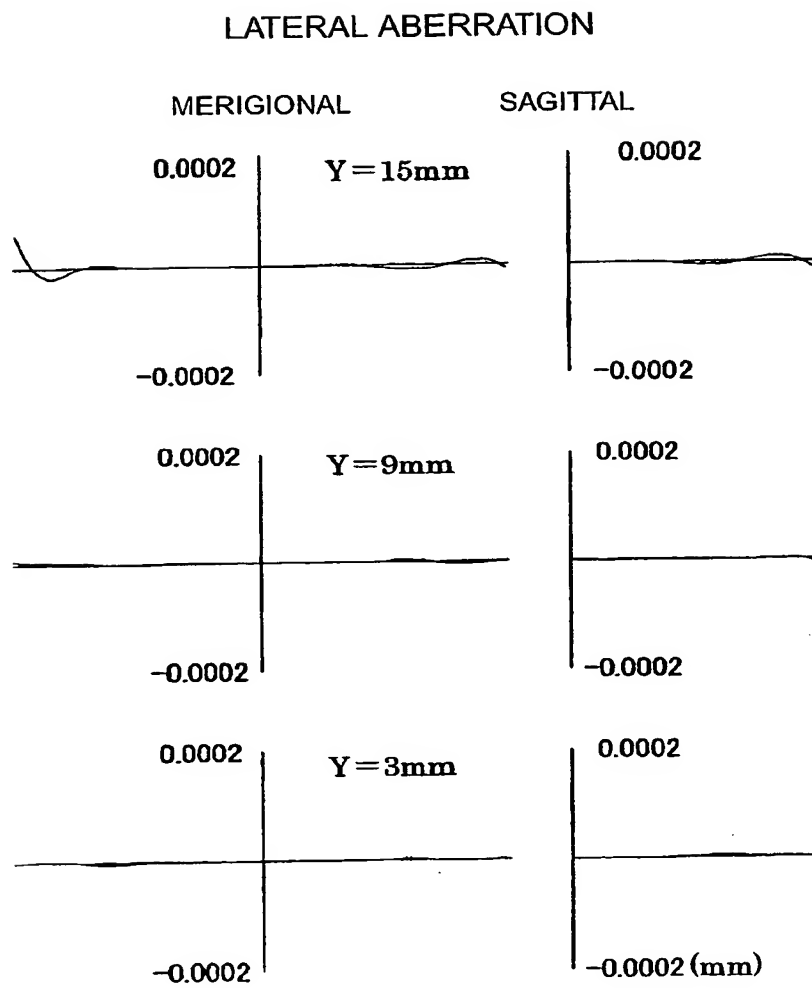 LATERAL ABERRATION
MERIGIONAL SAGITTAL
0.0002 Y=15mm 0.0002
-0.0002 -0.0002
0.0002 Y=9mm 0.0002
-0.0002 -0.0002
0.0002 Y=3mm 0.0002
-0.0002 -0.0002 (mm)